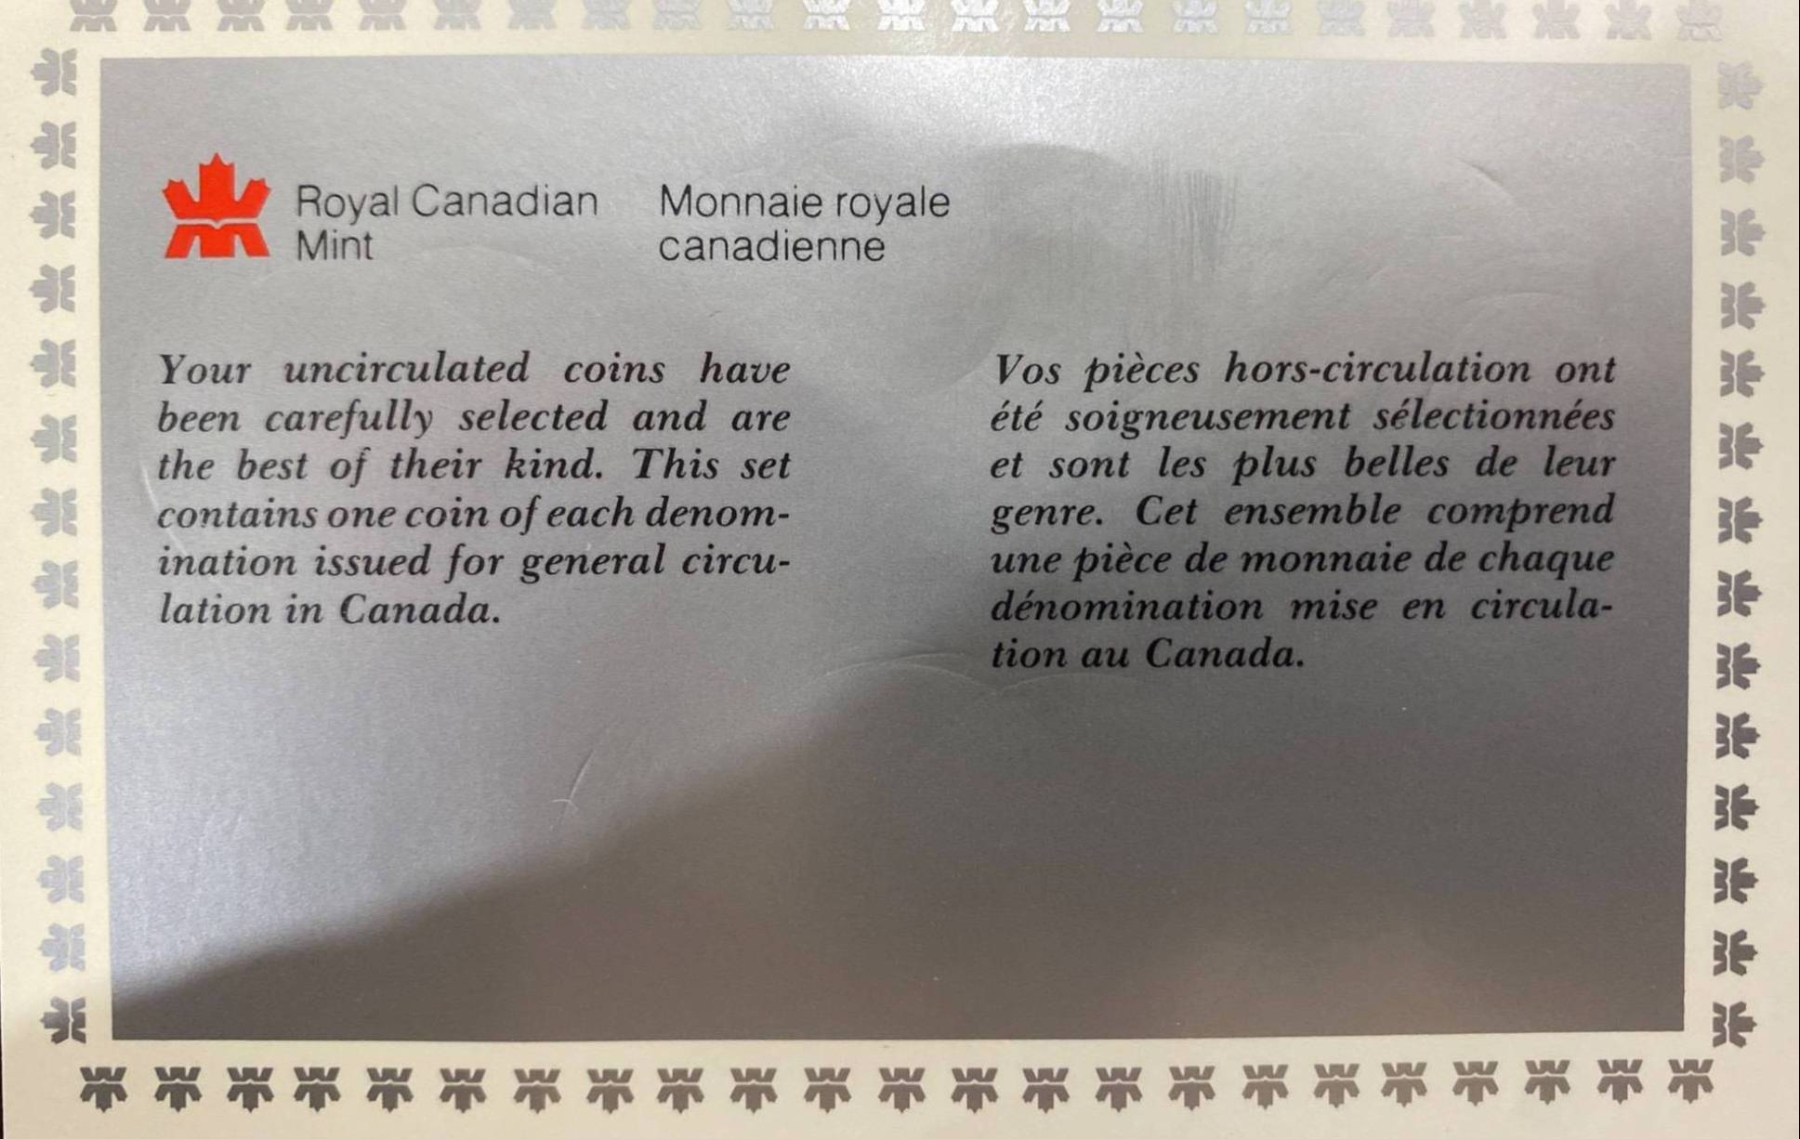 Royal Canadian
Mint
Monnaie royale
canadienne
Your uncirculated coins have
been carefully selected and are
the best of their kind. This set
contains one coin of each denom-
ination issued for general circu-
lation in Canada.
Vos pièces hors-circulation ont
été soigneusement sélectionnées
et sont les plus belles de leur
genre. Cet ensemble comprend
une pièce de monnaie de chaque
dénomination mise en circula-
tion au Canada.